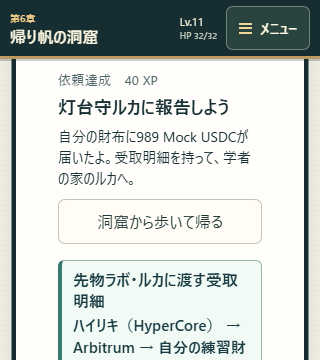 第6章
帰り帆の洞窟
Lv.11
HP 32/32
☰ メニュー
依頼達成 40 XP
灯台守ルカに報告しよう
自分の財布に989 Mock USDCが
届いたよ。受取明細を持って、学者
の家のルカへ。
洞窟から歩いて帰る
先物ラボ・ルカに渡す受取
明細
ハイリキ（HyperCore） →
Arbitrum → 自分の練習財